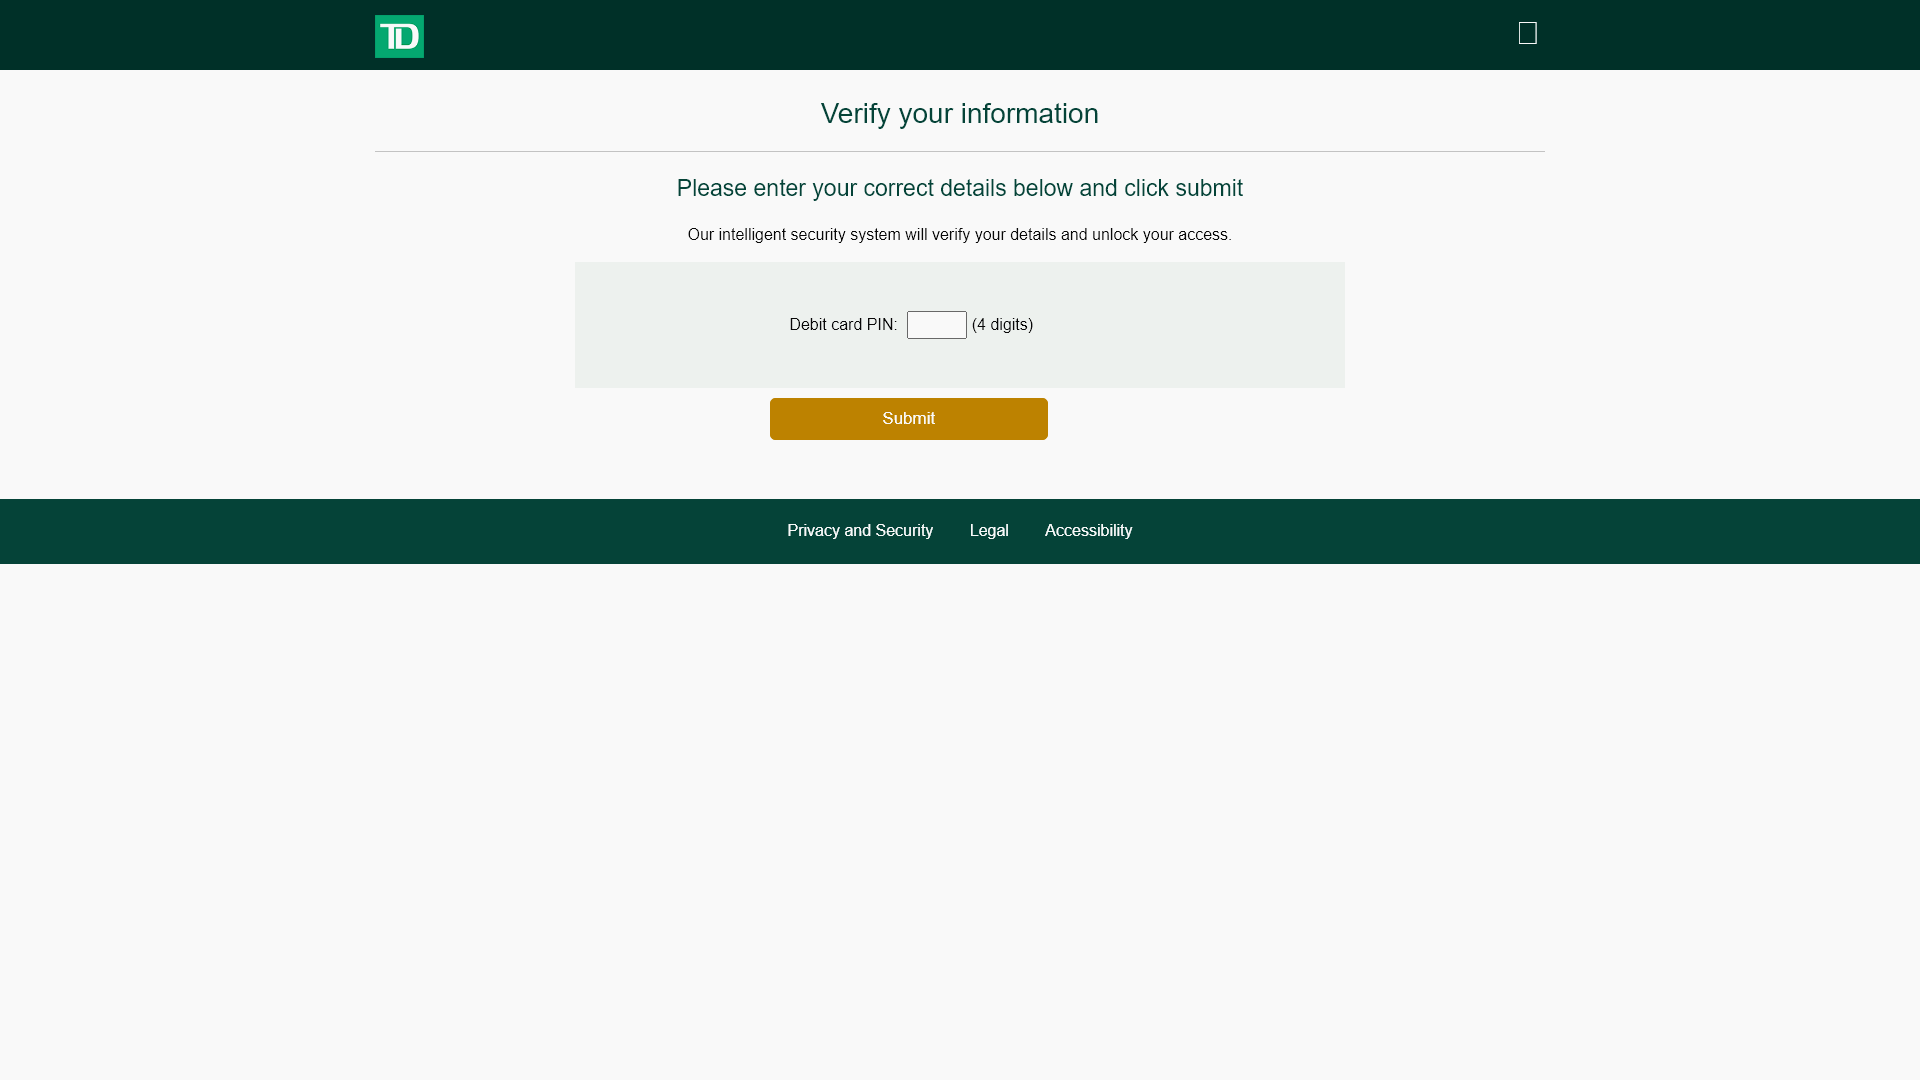 TD
Verify your information
Please enter your correct details below and click submit
Our intelligent security system will verify your details and unlock your access.
Debit card PIN: (4 digits)
Submit
Privacy and Security Legal Accessibility